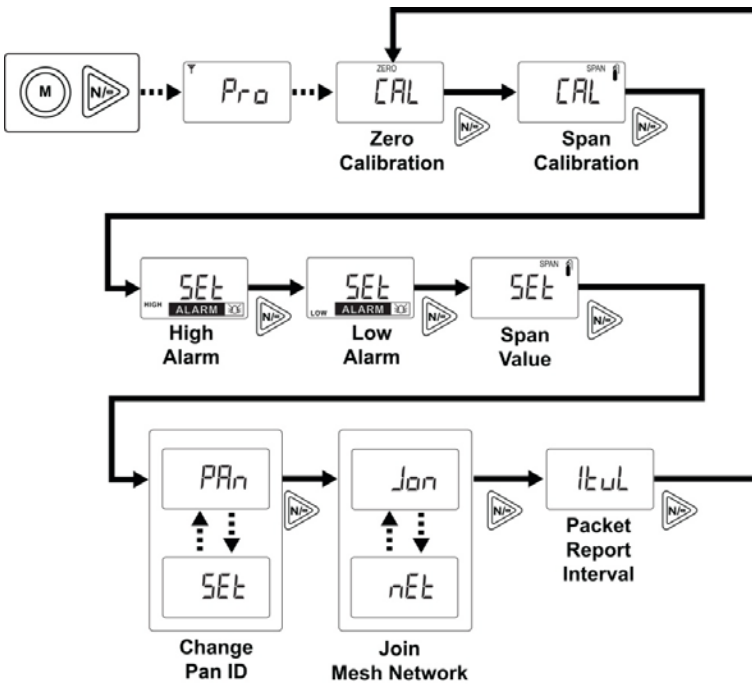 M
N/=
Pro
ZERO
CAL
N/=
SPAN
CAL
N/=
Zero
Calibration
Span
Calibration
SEt
HIGH
ALARM
N/=
SEt
LOW
ALARM
N/=
SPAN
SEt
N/=
High
Alarm
Low
Alarm
Span
Value
PAn
SEt
N/=
Jon
nEt
N/=
ItuL
N/=
Packet
Report
Interval
Change
Pan ID
Join
Mesh Network